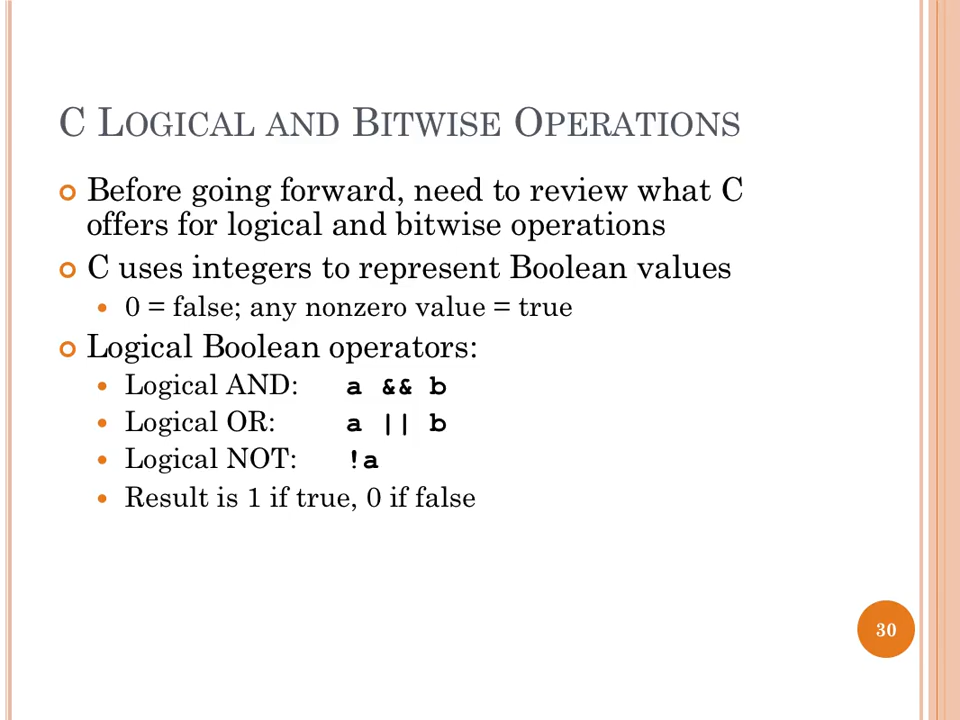 C Logical and Bitwise Operations
Before going forward, need to review what C
offers for logical and bitwise operations
C uses integers to represent Boolean values
0 = false; any nonzero value = true
Logical Boolean operators:
Logical AND: a && b
Logical OR: a || b
Logical NOT: !a
Result is 1 if true, 0 if false
30